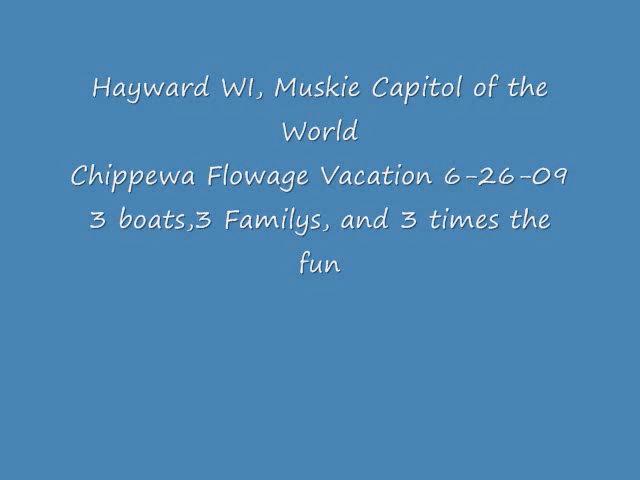 Hayward WI, Muskie Capitol of the
World
Chippewa Flowage Vacation 6-26-09
3 boats,3 Familys, and 3 times the
fun